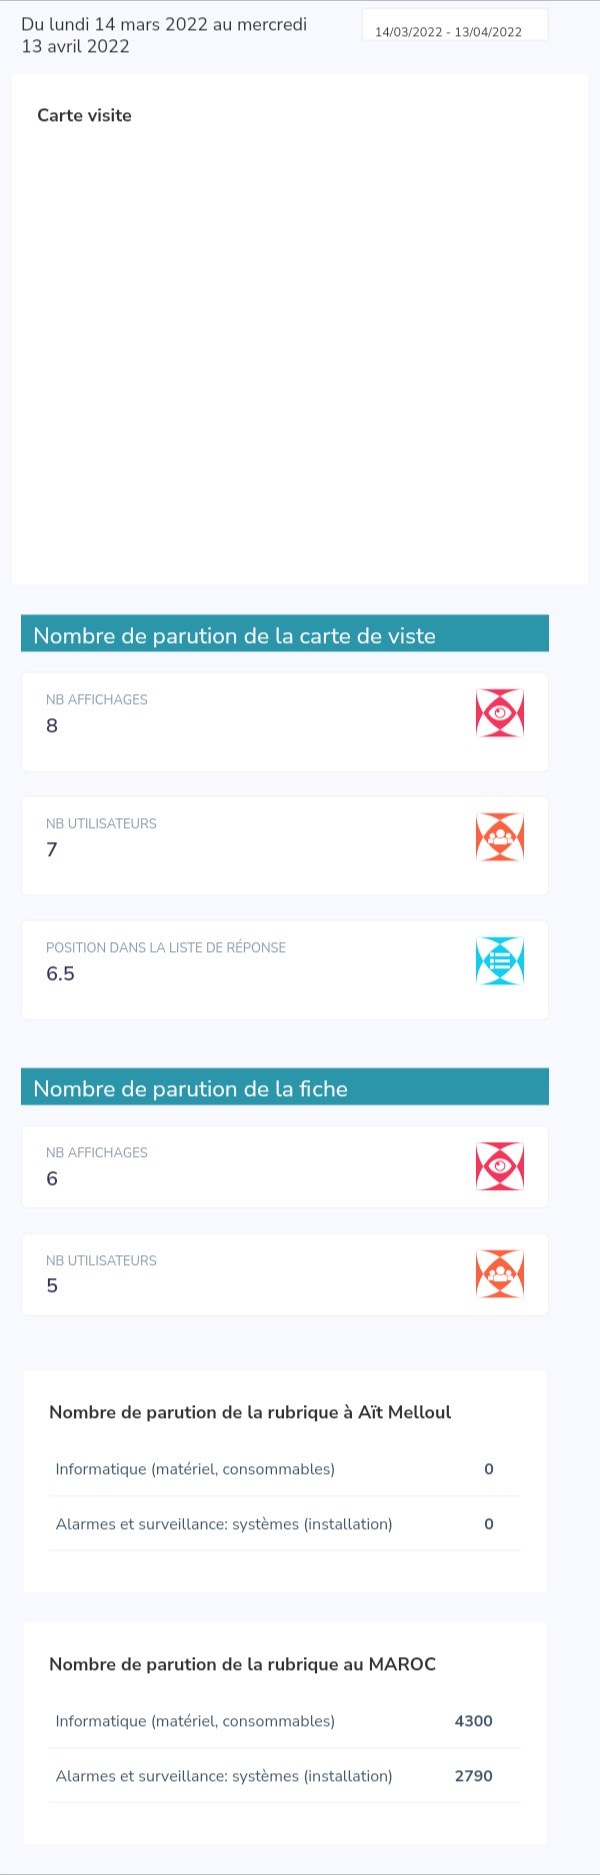 Du lundi 14 mars 2022 au mercredi
13 avril 2022
14/03/2022 - 13/04/2022
Carte visite
Nombre de parution de la carte de viste
NB AFFICHAGES
8
NB UTILISATEURS
7
POSITION DANS LA LISTE DE RÉPONSE
6.5
Nombre de parution de la fiche
NB AFFICHAGES
6
NB UTILISATEURS
5
Nombre de parution de la rubrique à Aït Melloul
Informatique (matériel, consommables) 0
Alarmes et surveillance: systèmes (installation) 0
Nombre de parution de la rubrique au MAROC
Informatique (matériel, consommables) 4300
Alarmes et surveillance: systèmes (installation) 2790